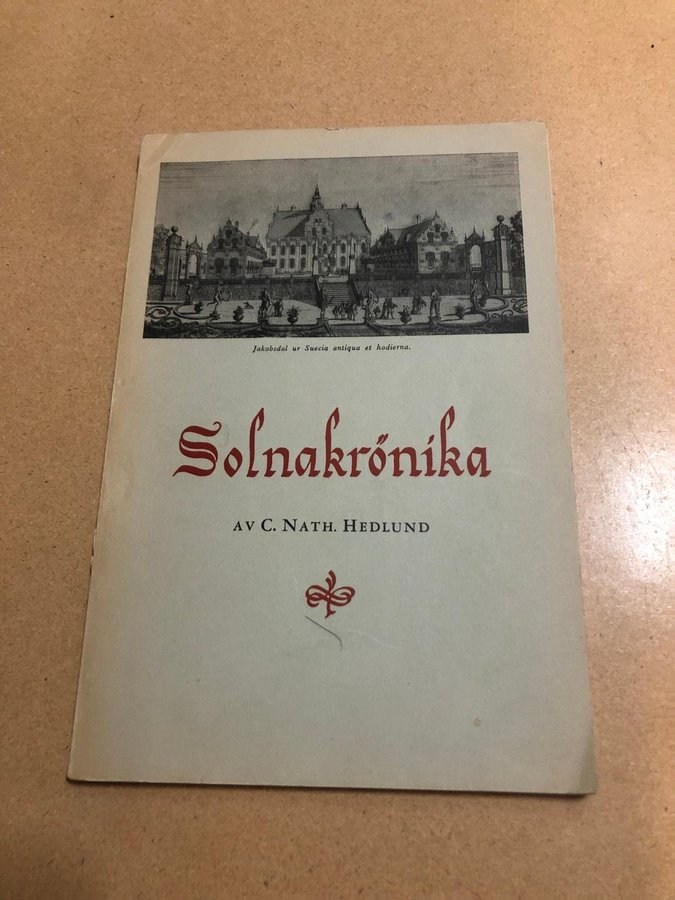 Jakobsdal ur Suecia antiqua et hodierna.
Solnakrönika
AV C. NATH. HEDLUND